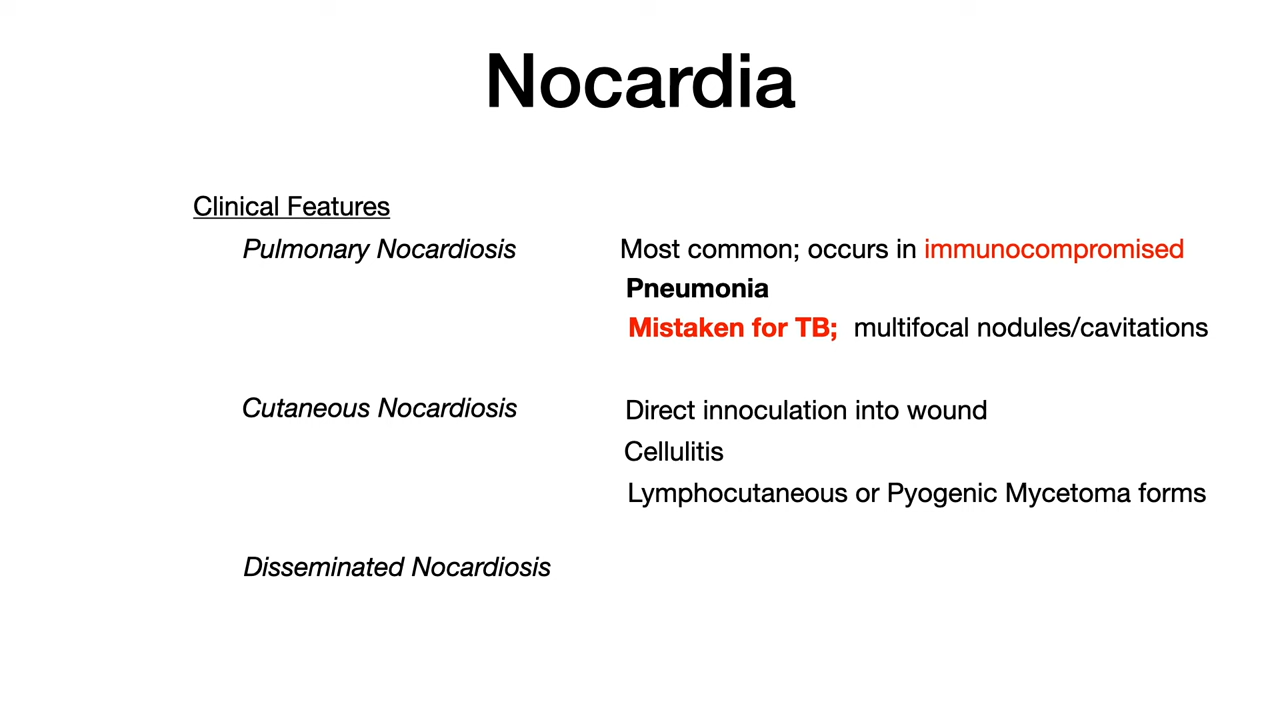 Nocardia
Clinical Features
Pulmonary Nocardiosis Most common; occurs in immunocompromised
Pneumonia
Mistaken for TB; multifocal nodules/cavitations
Cutaneous Nocardiosis Direct innoculation into wound
Cellulitis
Lymphocutaneous or Pyogenic Mycetoma forms
Disseminated Nocardiosis